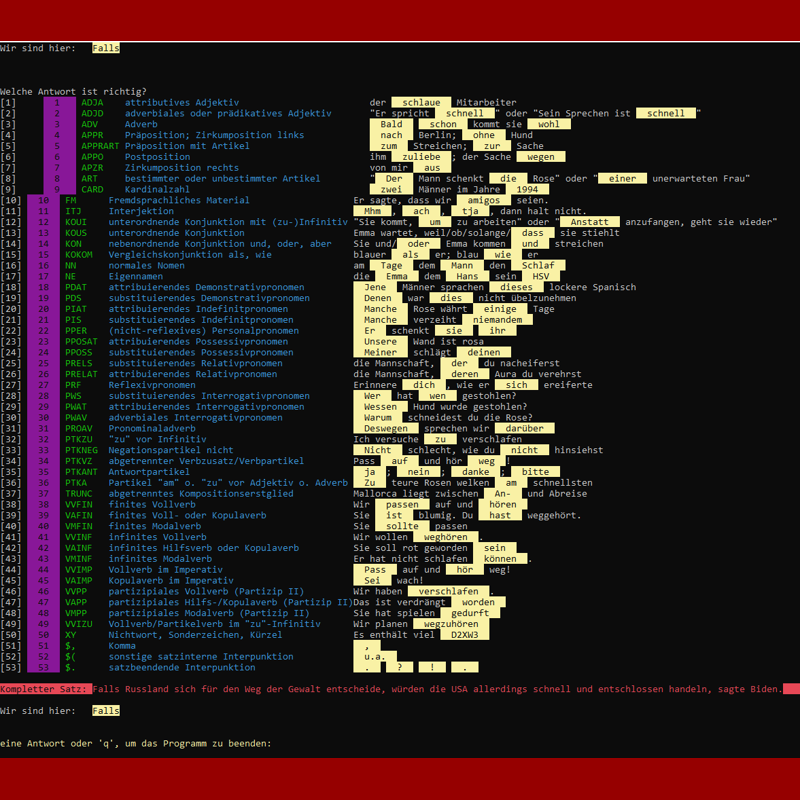 Wir sind hier: Falls
Welche Antwort ist richtig?
[1] 1 ADJA attributives Adjektiv der schlaue Mitarbeiter
[2] 2 ADJD adverbiales oder prädikatives Adjektiv "Er spricht schnell " oder "Sein Sprechen ist schnell "
[3] 3 ADV Adverb Bald schon kommt sie wohl
[4] 4 APPR Präposition; Zirkumposition links nach Berlin; ohne Hund
[5] 5 APPRART Präposition mit Artikel zum Streichen; zur Sache
[6] 6 APPO Postposition ihm zuliebe ; der Sache wegen
[7] 7 APZR Zirkumposition rechts von mir aus
[8] 8 ART bestimmter oder unbestimmter Artikel " Der Mann schenkt die Rose" oder " einer unerwarteten Frau"
[9] 9 CARD Kardinalzahl zwei Männer im Jahre 1994
[10] 10 FM Fremdsprachliches Material Er sagte, dass wir amigos seien.
[11] 11 ITJ Interjektion Mhm , ach , tja , dann halt nicht.
[12] 12 KOUI unterordnende Konjunktion mit (zu-)Infinitiv "Sie kommt, um zu arbeiten" oder " Anstatt anzufangen, geht sie wieder"
[13] 13 KOUS unterordnende Konjunktion Emma wartet, weil/ob/solange/ dass sie stiehlt
[14] 14 KON nebenordnende Konjunktion und, oder, aber Sie und/ oder Emma kommen und streichen
[15] 15 KOKOM Vergleichskonjunktion als, wie blauer als er; blau wie er
[16] 16 NN normales Nomen am Tage dem Mann den Schlaf
[17] 17 NE Eigennamen die Emma dem Hans sein HSV
[18] 18 PDAT attribuierendes Demonstrativpronomen Jene Männer sprachen dieses lockere Spanisch
[19] 19 PDS substituierendes Demonstrativpronomen Denen war dies nicht übelzunehmen
[20] 20 PIAT attribuierendes Indefinitpronomen Manche Rose währt einige Tage
[21] 21 PIS substituierendes Indefinitpronomen Manche verzeiht niemandem
[22] 22 PPER (nicht-reflexives) Personalpronomen Er schenkt sie ihr
[23] 23 PPOSAT attribuierendes Possessivpronomen Unsere Wand ist rosa
[24] 24 PPOSS substituierendes Possessivpronomen Meiner schlägt deinen
[25] 25 PRELS substituierendes Relativpronomen die Mannschaft, der du nacheiferst
[26] 26 PRELAT attribuierendes Relativpronomen die Mannschaft, deren Aura du verehrst
[27] 27 PRF Reflexivpronomen Erinnere dich , wie er sich ereiferte
[28] 28 PWS substituierendes Interrogativpronomen Wer hat wen gestohlen?
[29] 29 PWAT attribuierendes Interrogativpronomen Wessen Hund wurde gestohlen?
[30] 30 PWAV adverbiales Interrogativpronomen Warum schneidest du die Rose?
[31] 31 PROAV Pronominaladverb Deswegen sprechen wir darüber
[32] 32 PTKZU "zu" vor Infinitiv Ich versuche zu verschlafen
[33] 33 PTKNEG Negationspartikel nicht Nicht schlecht, wie du nicht hinsiehst
[34] 34 PTKVZ abgetrennter Verbzusatz/Verbpartikel Pass auf und hör weg !
[35] 35 PTKANT Antwortpartikel ja ; nein ; danke ; bitte
[36] 36 PTKA Partikel "am" o. "zu" vor Adjektiv o. Adverb Zu teure Rosen welken am schnellsten
[37] 37 TRUNC abgetrenntes Kompositionserstglied Mallorca liegt zwischen An- und Abreise
[38] 38 VVFIN finites Vollverb Wir passen auf und hören
[39] 39 VAFIN finites Voll- oder Kopulaverb Sie ist blumig. Du hast weggehört.
[40] 40 VMFIN finites Modalverb Sie sollte passen
[41] 41 VVINF infinites Vollverb Wir wollen weghören .
[42] 42 VAINF infinites Hilfsverb oder Kopulaverb Sie soll rot geworden sein
[43] 43 VMINF infinites Modalverb Er hat nicht schlafen können .
[44] 44 VVIMP Vollverb im Imperativ Pass auf und hör weg!
[45] 45 VAIMP Kopulaverb im Imperativ Sei wach!
[46] 46 VVPP partizipiales Vollverb (Partizip II) Wir haben verschlafen .
[47] 47 VAPP partizipiales Hilfs-/Kopulaverb (Partizip II)Das ist verdrängt worden
[48] 48 VMPP partizipiales Modalverb (Partizip II) Sie hat spielen gedurft
[49] 49 VVIZU Vollverb/Partikelverb im "zu"-Infinitiv Wir planen wegzuhören
[50] 50 XY Nichtwort, Sonderzeichen, Kürzel Es enthält viel D2XW3
[51] 51 $, Komma ,
[52] 52 $( sonstige satzinterne Interpunktion u.a.
[53] 53 $. satzbeendende Interpunktion . ? ! .
Kompletter Satz: Falls Russland sich für den Weg der Gewalt entscheide, würden die USA allerdings schnell und entschlossen handeln, sagte Biden.
Wir sind hier: Falls
eine Antwort oder 'q', um das Programm zu beenden: